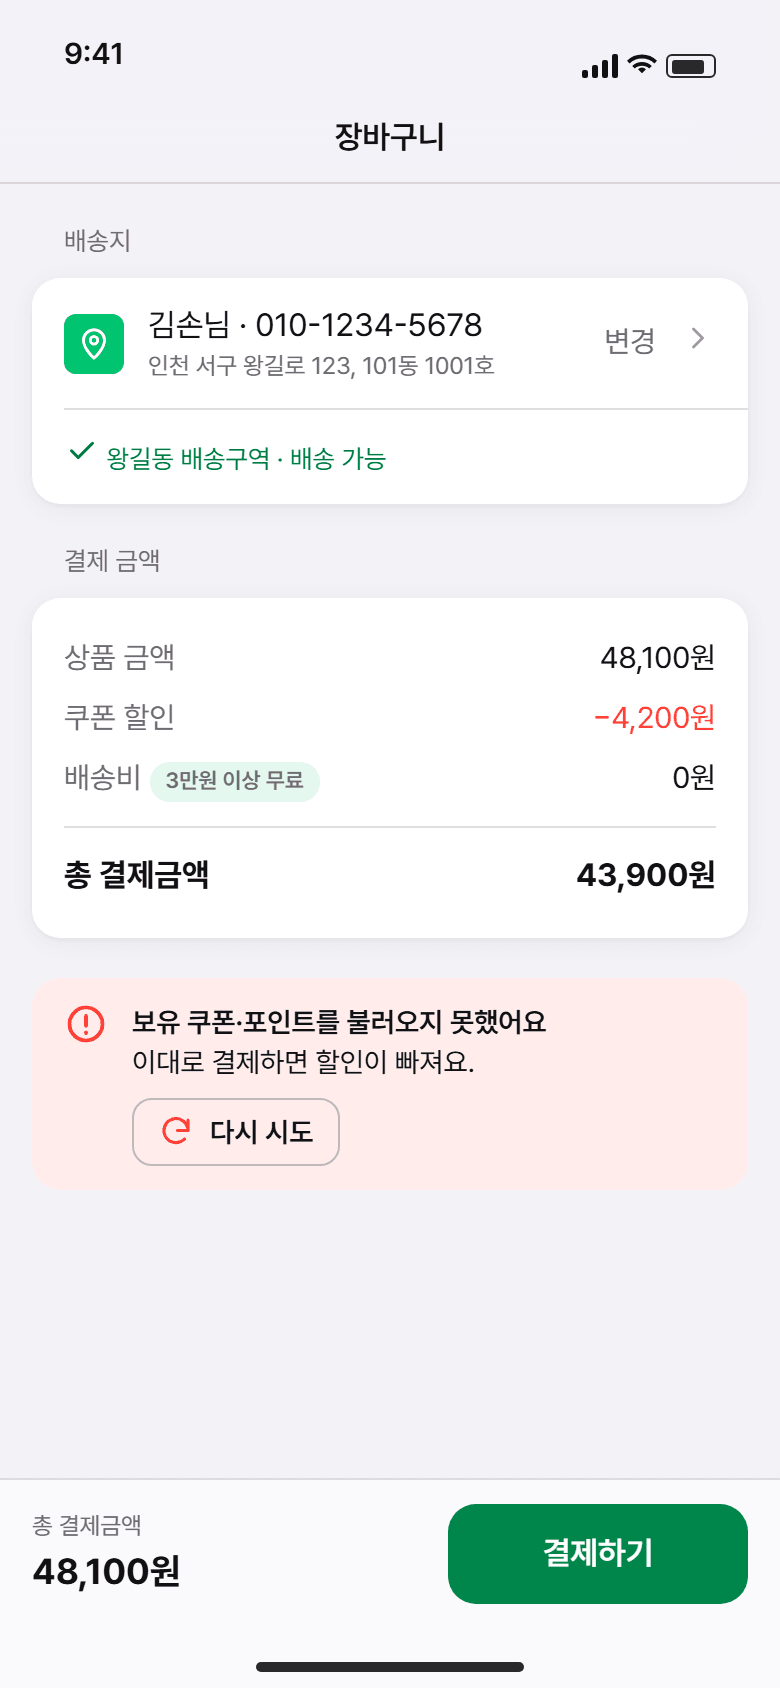 9:41
장바구니
배송지
김손님 · 010-1234-5678
변경
인천 서구 왕길로 123, 101동 1001호
왕길동 배송구역 · 배송 가능
결제 금액
상품 금액 48,100원
쿠폰 할인 −4,200원
배송비 3만원 이상 무료 0원
총 결제금액 43,900원
보유 쿠폰·포인트를 불러오지 못했어요
이대로 결제하면 할인이 빠져요.
다시 시도
총 결제금액
48,100원
결제하기